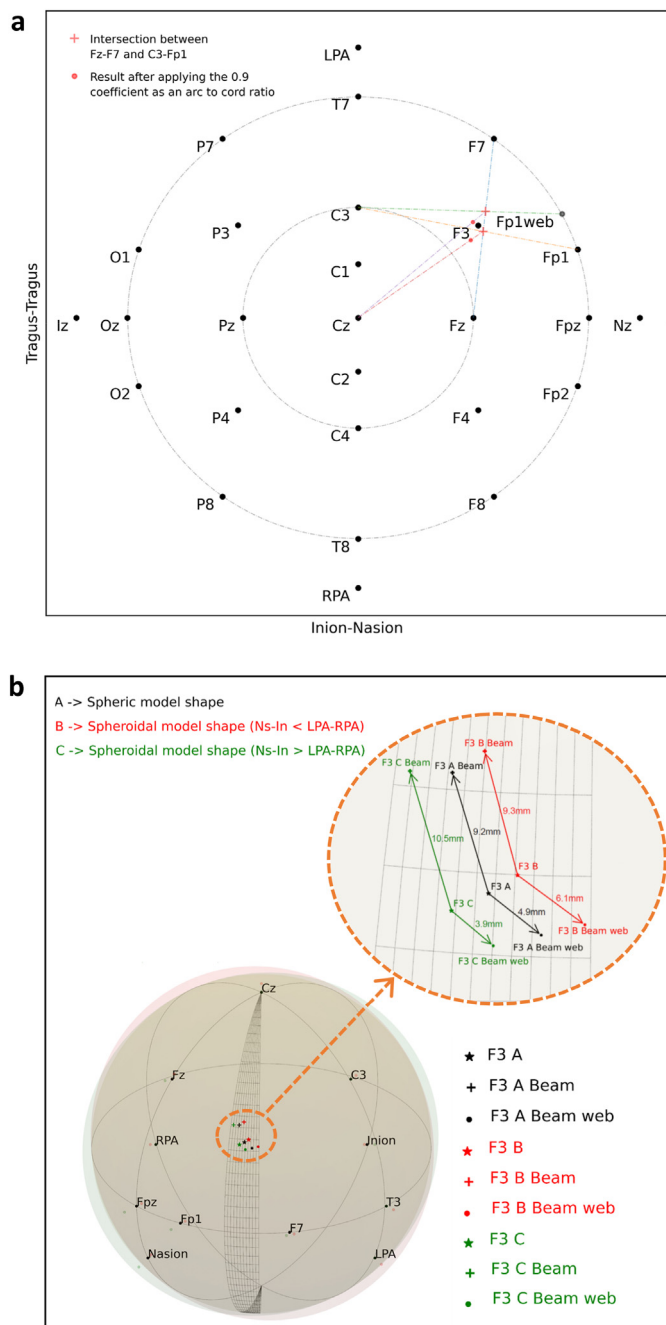 a
Intersection between
Fz-F7 and C3-Fp1
Result after applying the 0.9
coefficient as an arc to cord ratio
LPA
T7
P7
F7
C3
Fp1web
P3
F3
O1
Fp1
C1
Iz
Oz
Pz
Cz
Fz
Fpz
Nz
C2
O2
Fp2
P4
F4
C4
P8
F8
T8
RPA
Tragus-Tragus
Inion-Nasion
b
A -> Spheric model shape
B -> Spheroidal model shape (Ns-In < LPA-RPA)
C -> Spheroidal model shape (Ns-In > LPA-RPA)
F3 B Beam
F3 C Beam
F3 A Beam
9.3mm
10.5mm
9.2mm
F3 B
F3 A
6.1mm
F3 C
4.9mm
3.9mm
F3 B Beam web
F3 A Beam web
F3 C Beam web
Cz
Fz
C3
RPA
Inion
Fpz
T3
Fp1
F7
Nasion
LPA
F3 A
F3 A Beam
F3 A Beam web
F3 B
F3 B Beam
F3 B Beam web
F3 C
F3 C Beam
F3 C Beam web